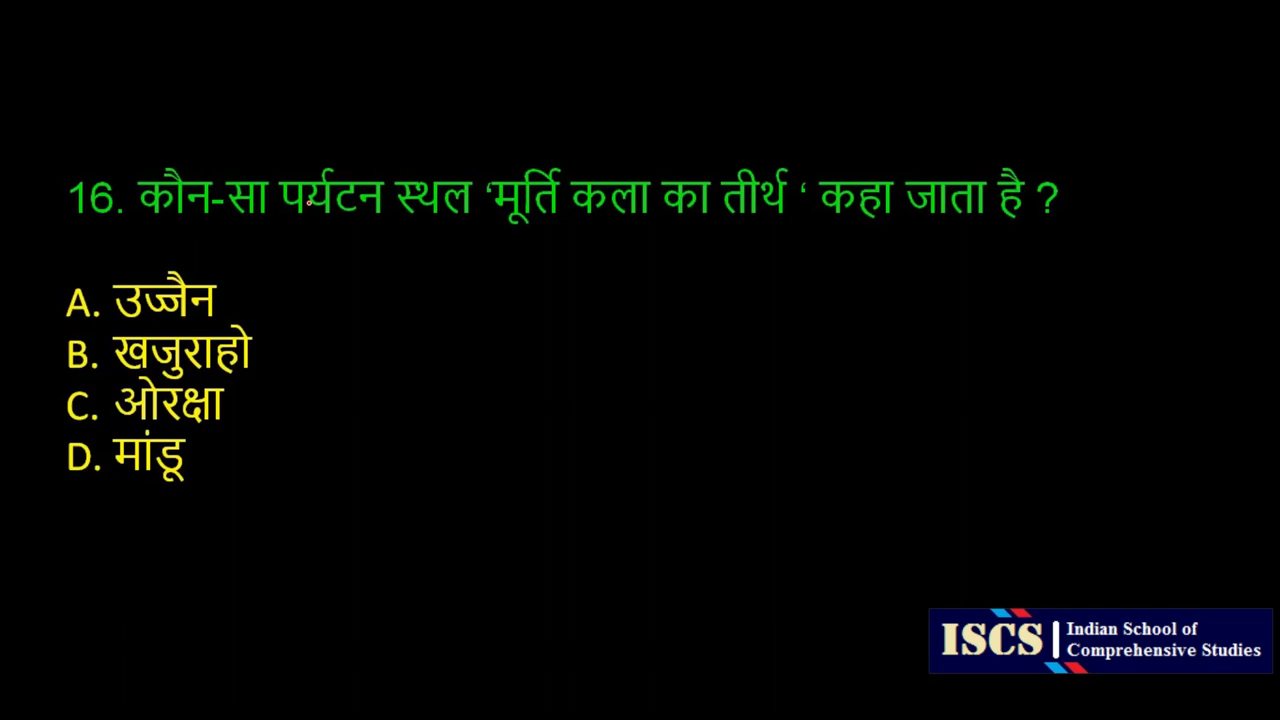 16. कौन-सा पर्यटन स्थल ‘मूर्ति कला का तीर्थ ‘ कहा जाता है ?
A. उज्जैन
B. खजुराहो
C. ओरक्षा
D. मांडू
ISCS
Indian School of
Comprehensive Studies